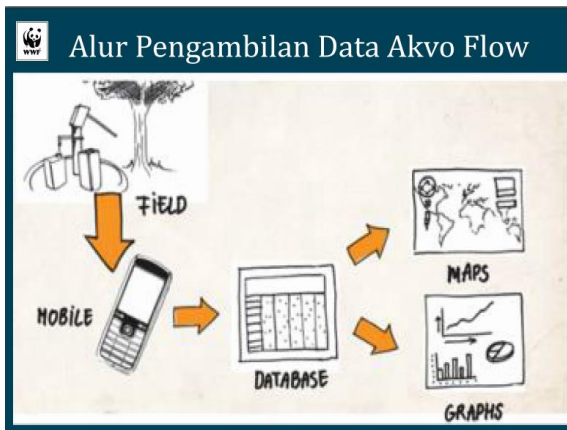 WWF
Alur Pengambilan Data Akvo Flow
FiELD
MOBiLE
DATABASE
MAPS
GRAPHS